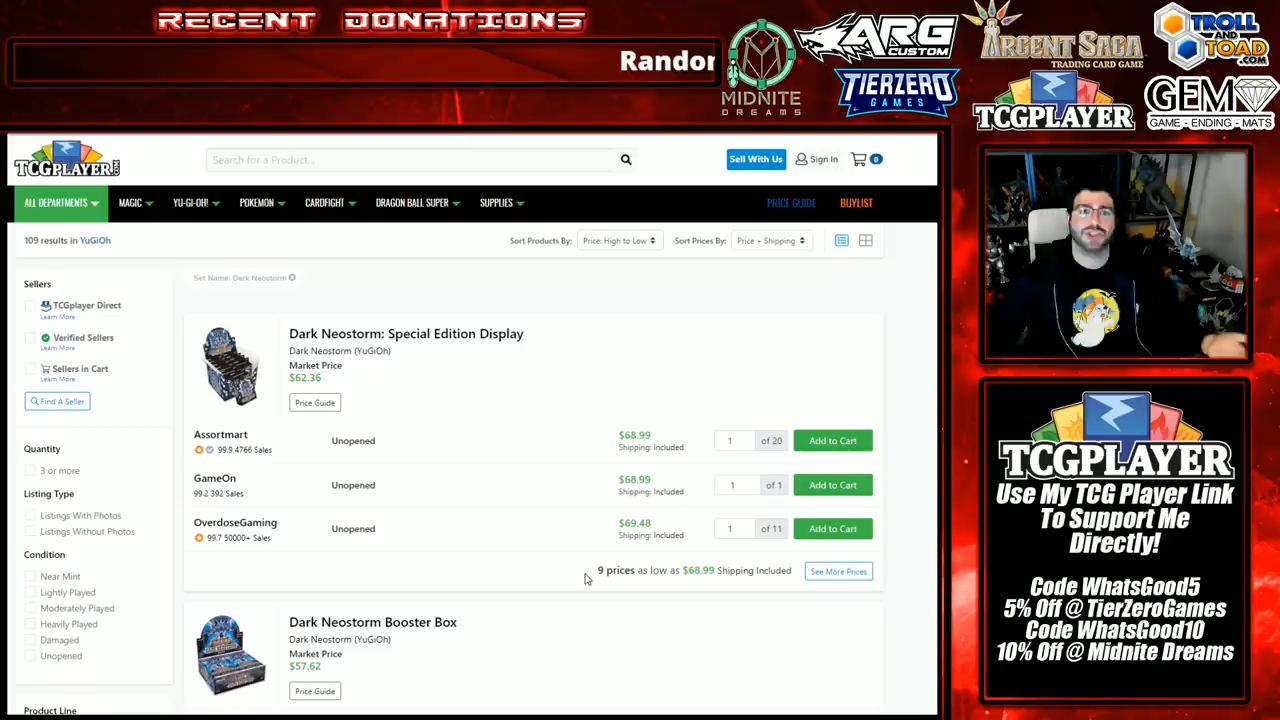 RECENT DONATIONS
Randor
MIDNITE
DREAMS
ARG
CUSTOM
TIERZERO
GAMES
ARGENT SAGA
TRADING CARD GAME
TCGPLAYER
TROLL
AND
TOAD
.COM
GEM
GAME - ENDING - MATS
TCGPLAYER
Search for a Product...
Sell With Us
Sign In
0
ALL DEPARTMENTS
MAGIC
YU-GI-OH!
POKEMON
CARDFIGHT
DRAGON BALL SUPER
SUPPLIES
PRICE GUIDE
BUYLIST
109 results in YuGiOh
Sort Products By:
Price: High to Low
Sort Prices By:
Price + Shipping
Set Name: Dark Neostorm
Sellers
TCGplayer Direct
Learn More
Verified Sellers
Learn More
Sellers in Cart
Learn More
Find A Seller
Quantity
3 or more
Listing Type
Listings With Photos
Listings Without Photos
Condition
Near Mint
Lightly Played
Moderately Played
Heavily Played
Damaged
Unopened
Product Line
Dark Neostorm: Special Edition Display
Dark Neostorm (YuGiOh)
Market Price
$62.36
Price Guide
Assortmart
99.9 4766 Sales
Unopened
$68.99
Shipping: Included
1 of 20
Add to Cart
GameOn
99.2 392 Sales
Unopened
$68.99
Shipping: Included
1 of 1
Add to Cart
OverdoseGaming
99.7 50000+ Sales
Unopened
$69.48
Shipping: Included
1 of 11
Add to Cart
9 prices as low as $68.99 Shipping Included
See More Prices
Dark Neostorm Booster Box
Dark Neostorm (YuGiOh)
Market Price
$57.62
Price Guide
TCGPLAYER
Use My TCG Player Link
To Support Me
Directly!
Code WhatsGood5
5% Off @ TierZeroGames
Code WhatsGood10
10% Off @ Midnite Dreams